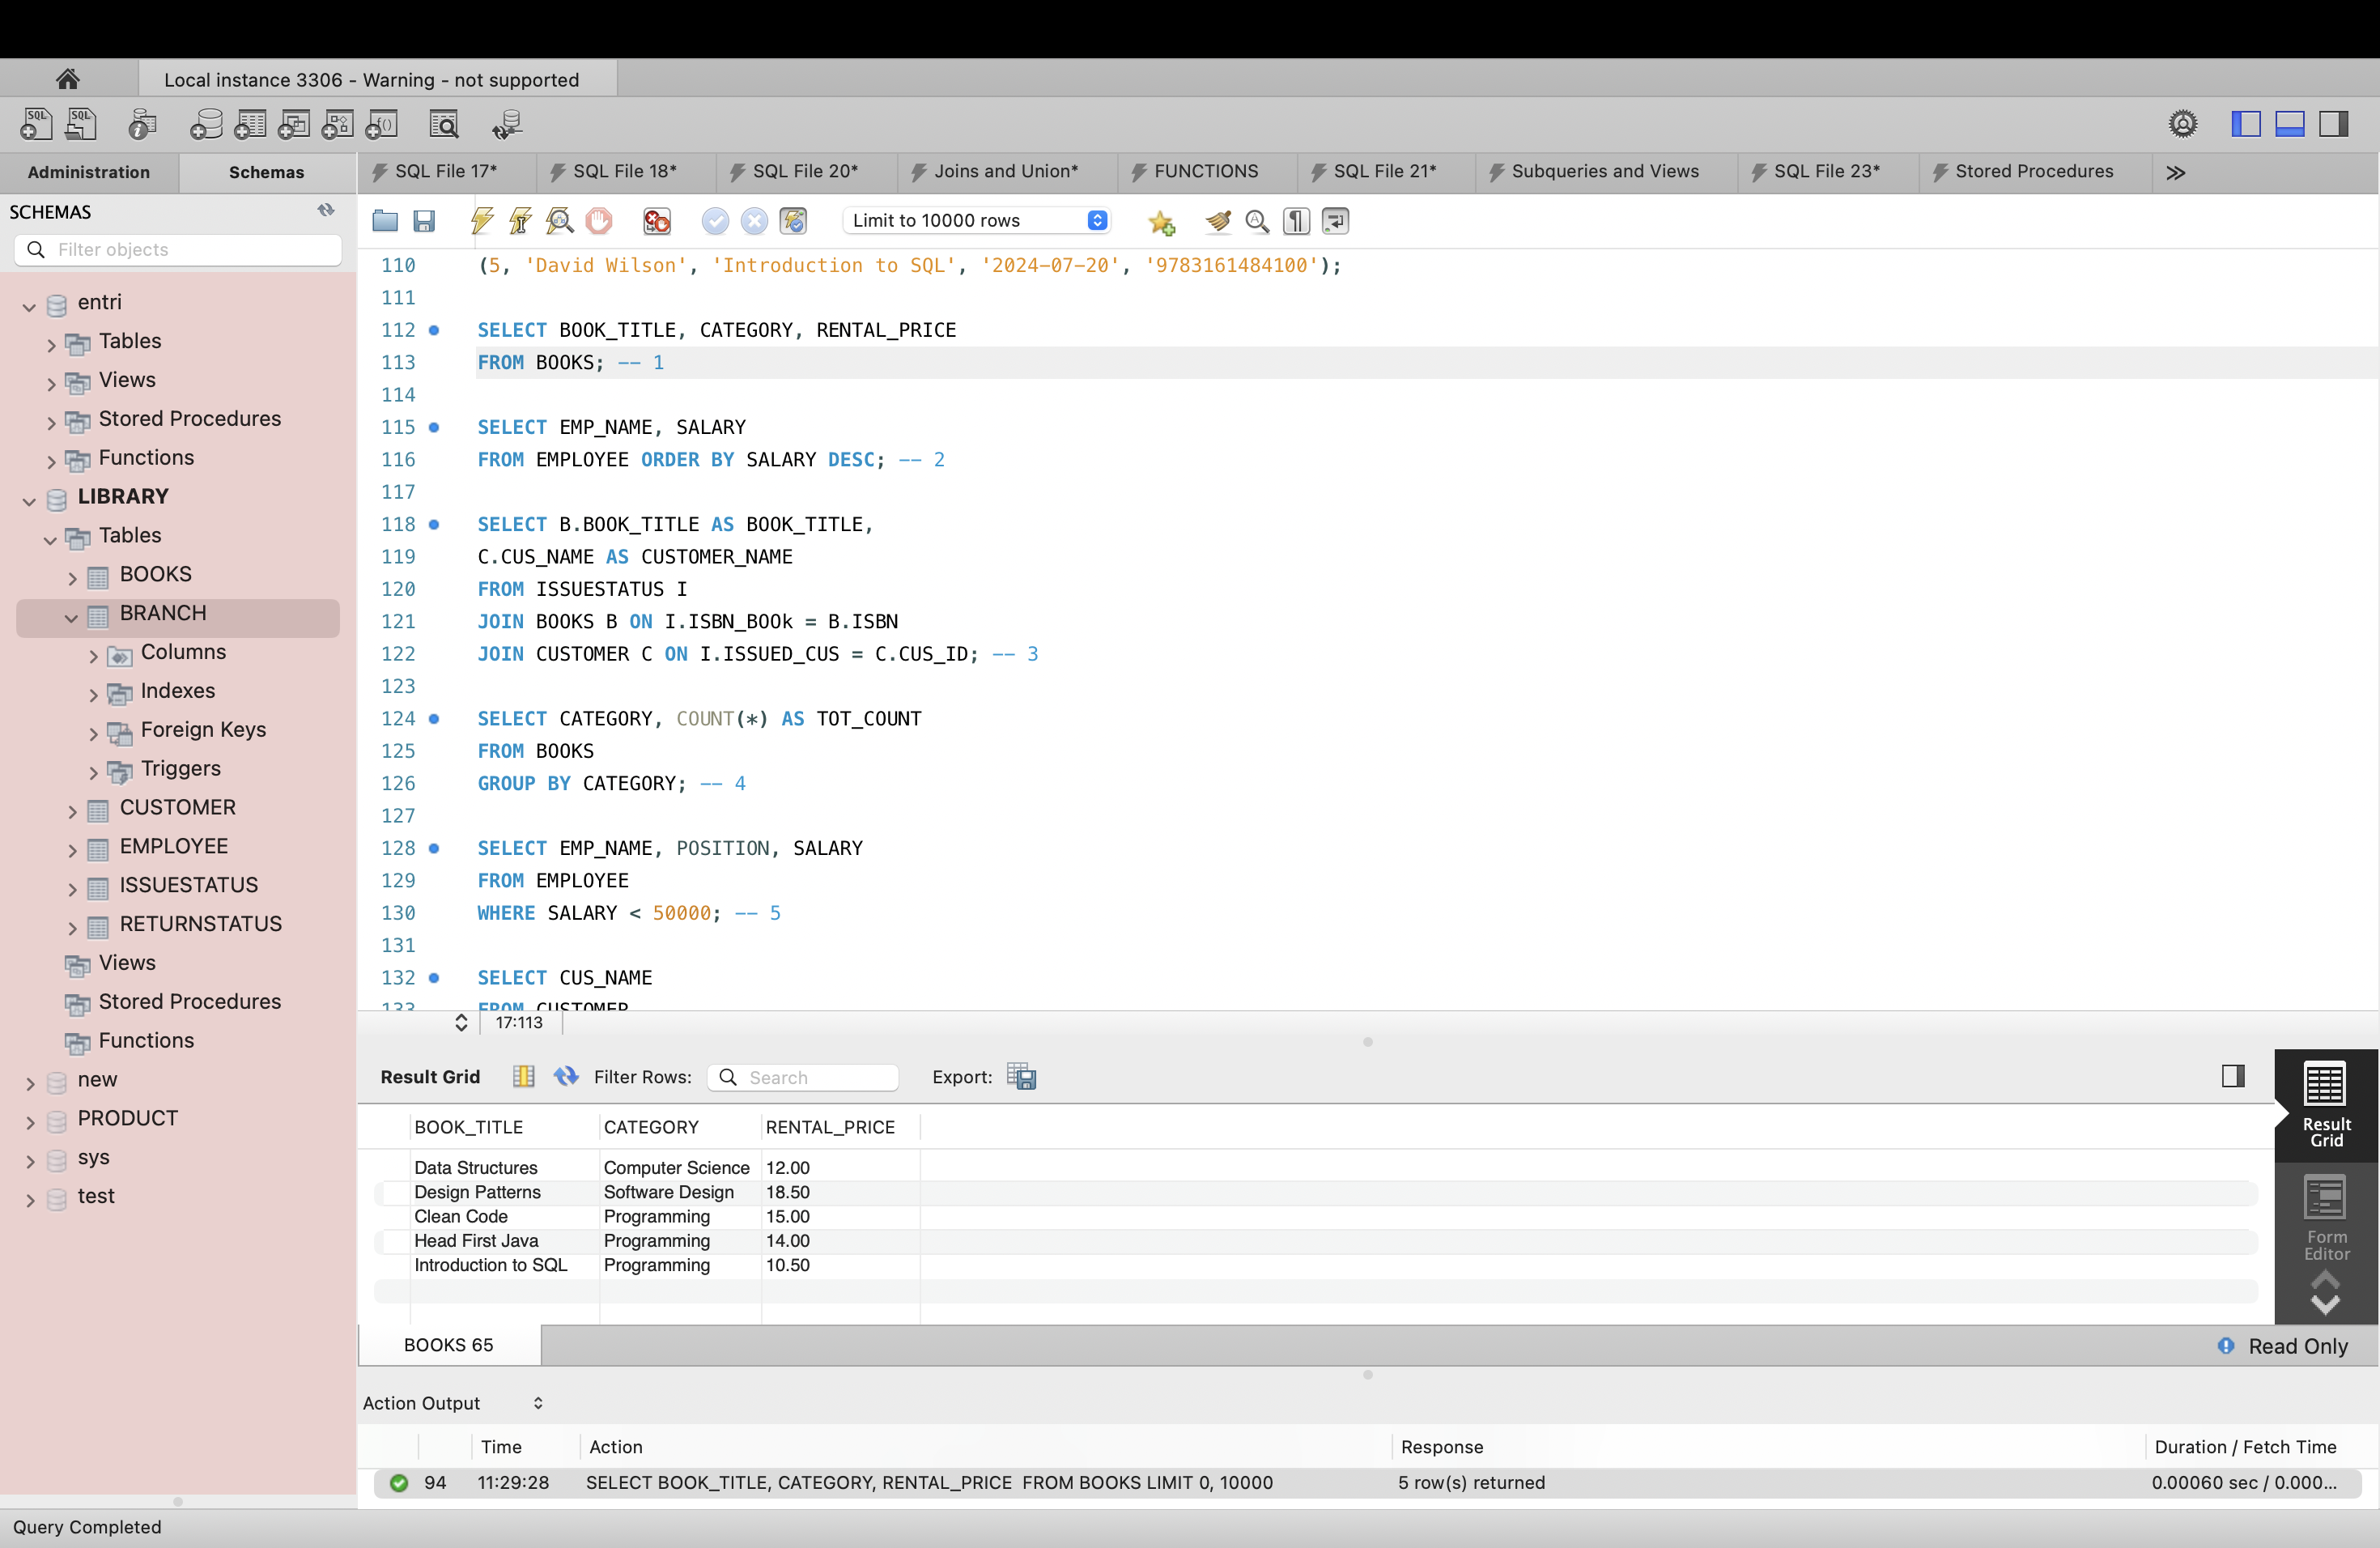 Local instance 3306 - Warning - not supported
Administration
Schemas
SQL File 17*
SQL File 18*
SQL File 20*
Joins and Union*
FUNCTIONS
SQL File 21*
Subqueries and Views
SQL File 23*
Stored Procedures
SCHEMAS
Filter objects
entri
Tables
Views
Stored Procedures
Functions
LIBRARY
Tables
BOOKS
BRANCH
Columns
Indexes
Foreign Keys
Triggers
CUSTOMER
EMPLOYEE
ISSUESTATUS
RETURNSTATUS
Views
Stored Procedures
Functions
new
PRODUCT
sys
test
Limit to 10000 rows
110 (5, 'David Wilson', 'Introduction to SQL', '2024-07-20', '9783161484100');
111
112 SELECT BOOK_TITLE, CATEGORY, RENTAL_PRICE
113 FROM BOOKS; -- 1
114
115 SELECT EMP_NAME, SALARY
116 FROM EMPLOYEE ORDER BY SALARY DESC; -- 2
117
118 SELECT B.BOOK_TITLE AS BOOK_TITLE,
119 C.CUS_NAME AS CUSTOMER_NAME
120 FROM ISSUESTATUS I
121 JOIN BOOKS B ON I.ISBN_BOOk = B.ISBN
122 JOIN CUSTOMER C ON I.ISSUED_CUS = C.CUS_ID; -- 3
123
124 SELECT CATEGORY, COUNT(*) AS TOT_COUNT
125 FROM BOOKS
126 GROUP BY CATEGORY; -- 4
127
128 SELECT EMP_NAME, POSITION, SALARY
129 FROM EMPLOYEE
130 WHERE SALARY < 50000; -- 5
131
132 SELECT CUS_NAME
133 FROM CUSTOMER
17:113
Result Grid
Filter Rows:
Search
Export:
BOOK_TITLE CATEGORY RENTAL_PRICE
Data Structures Computer Science 12.00
Design Patterns Software Design 18.50
Clean Code Programming 15.00
Head First Java Programming 14.00
Introduction to SQL Programming 10.50
Result
Grid
Form
Editor
BOOKS 65
Read Only
Action Output
Time Action Response Duration / Fetch Time
94 11:29:28 SELECT BOOK_TITLE, CATEGORY, RENTAL_PRICE FROM BOOKS LIMIT 0, 10000 5 row(s) returned 0.00060 sec / 0.000...
Query Completed